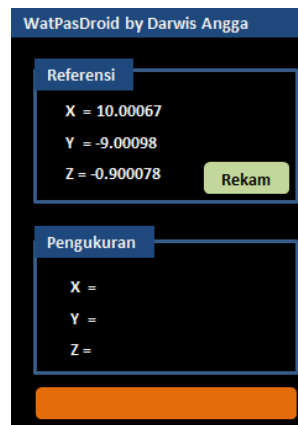 WatPasDroid by Darwis Angga
Referensi
X = 10.00067
Y = -9.00098
Z = -0.900078
Rekam
Pengukuran
X =
Y =
Z =